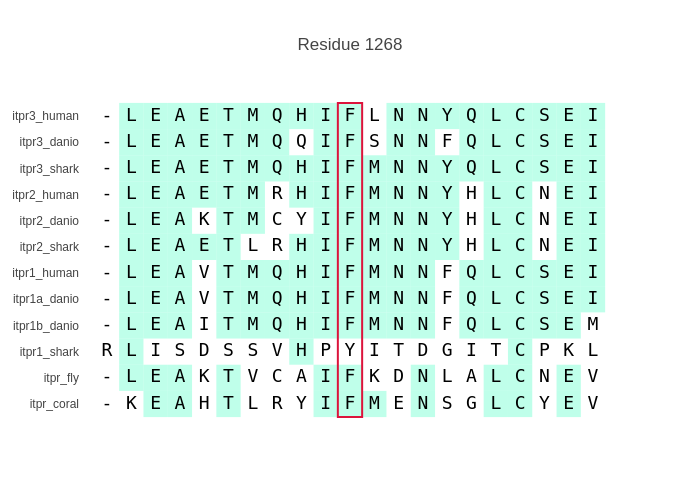 Residue 1268
itpr3_human - L E A E T M Q H I F L N N Y Q L C S E I
itpr3_danio - L E A E T M Q Q I F S N N F Q L C S E I
itpr3_shark - L E A E T M Q H I F M N N Y Q L C S E I
itpr2_human - L E A E T M R H I F M N N Y H L C N E I
itpr2_danio - L E A K T M C Y I F M N N Y H L C N E I
itpr2_shark - L E A E T L R H I F M N N Y H L C N E I
itpr1_human - L E A V T M Q H I F M N N F Q L C S E I
itpr1a_danio - L E A V T M Q H I F M N N F Q L C S E I
itpr1b_danio - L E A I T M Q H I F M N N F Q L C S E M
itpr1_shark R L I S D S S V H P Y I T D G I T C P K L
itpr_fly - L E A K T V C A I F K D N L A L C N E V
itpr_coral - K E A H T L R Y I F M E N S G L C Y E V